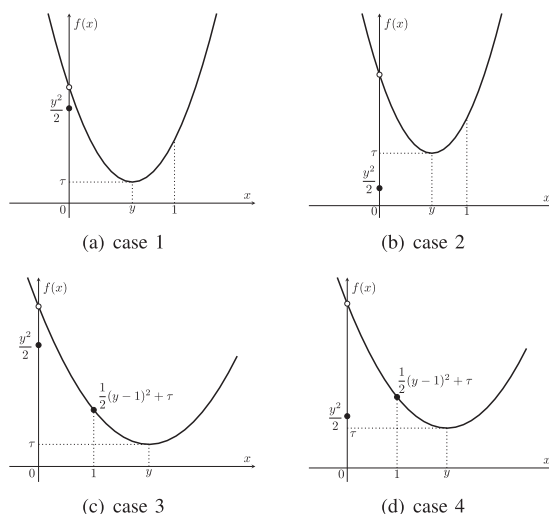 f(x)
y²/2
τ
0
y
1
x
(a) case 1
f(x)
τ
y²/2
0
y
1
x
(b) case 2
f(x)
y²/2
1/2(y−1)²+τ
τ
0
1
y
x
(c) case 3
f(x)
1/2(y−1)²+τ
y²/2
τ
0
1
y
x
(d) case 4